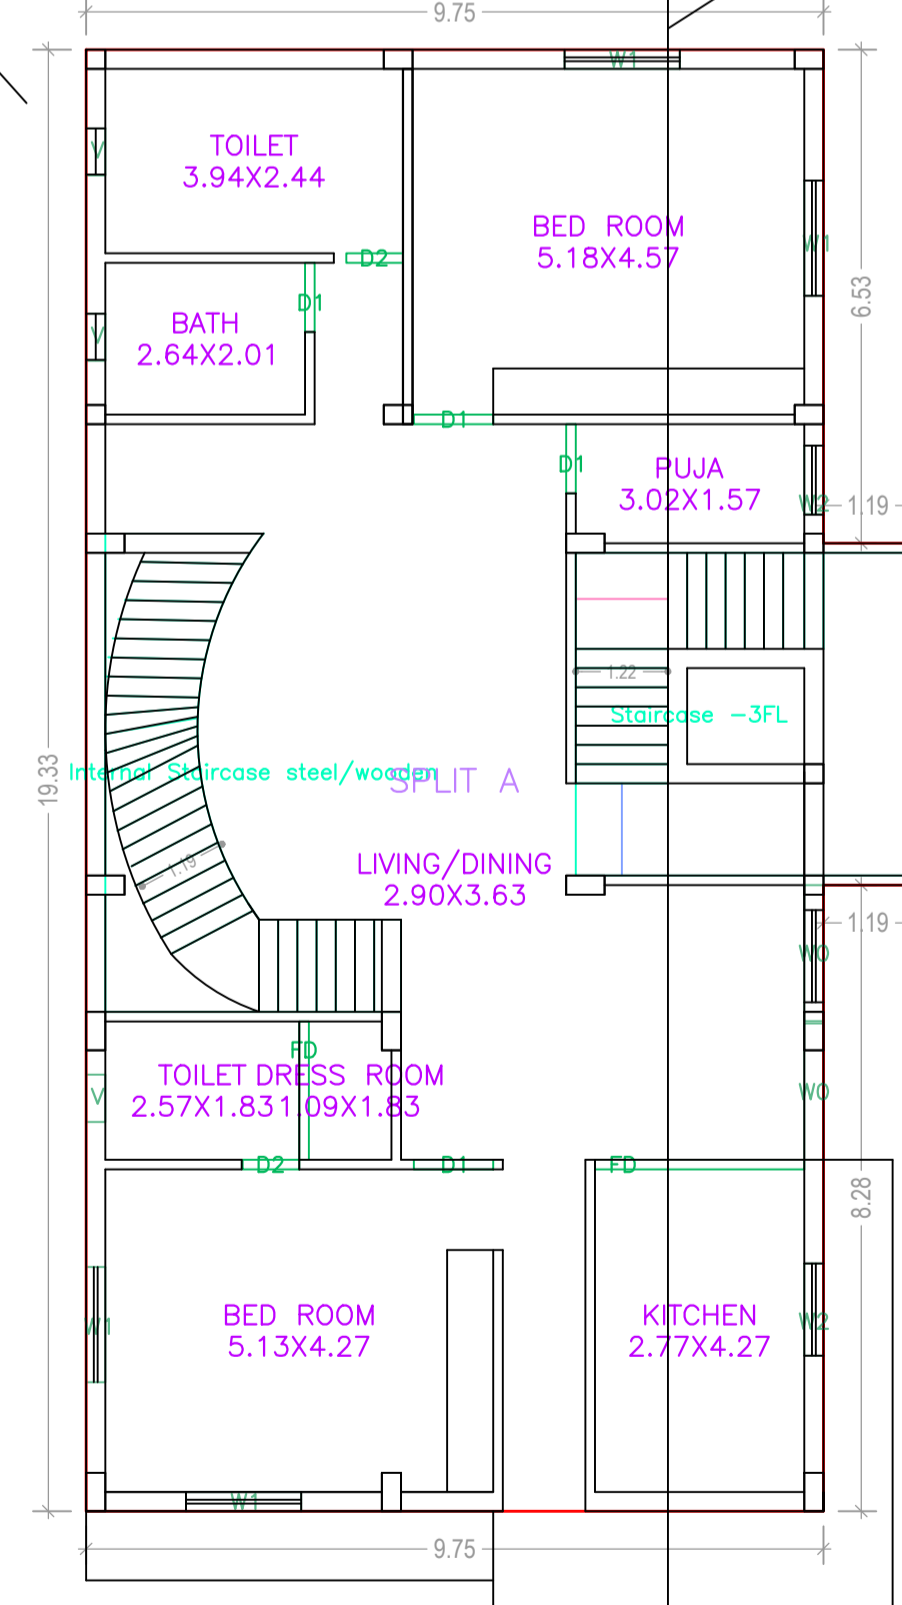 9.75
W1
TOILET
3.94X2.44
V
BED ROOM
5.18X4.57
W1
D2
6.53
D1
BATH
2.64X2.01
V
D1
D1
PUJA
3.02X1.57
W2
1.19
1.22
Staircase -3FL
Internal Staircase steel/wooden
SPLIT A
19.33
LIVING/DINING
2.90X3.63
1.19
1.19
WO
FD
TOILET
DRESS ROOM
2.57X1.83
1.09X1.83
V
WO
D2
D1
FD
8.28
BED ROOM
5.13X4.27
W1
KITCHEN
2.77X4.27
W2
W1
9.75